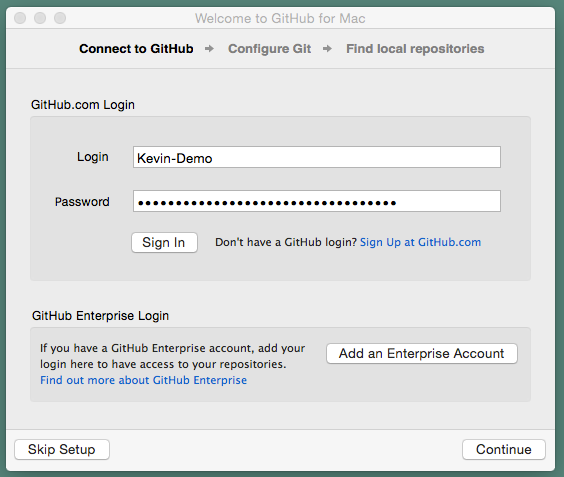 Welcome to GitHub for Mac
Connect to GitHub → Configure Git → Find local repositories
GitHub.com Login
Login Kevin-Demo
Password ••••••••••••••••••••••••••••••••••
Sign In Don't have a GitHub login? Sign Up at GitHub.com
GitHub Enterprise Login
If you have a GitHub Enterprise account, add your
login here to have access to your repositories.
Find out more about GitHub Enterprise
Add an Enterprise Account
Skip Setup Continue